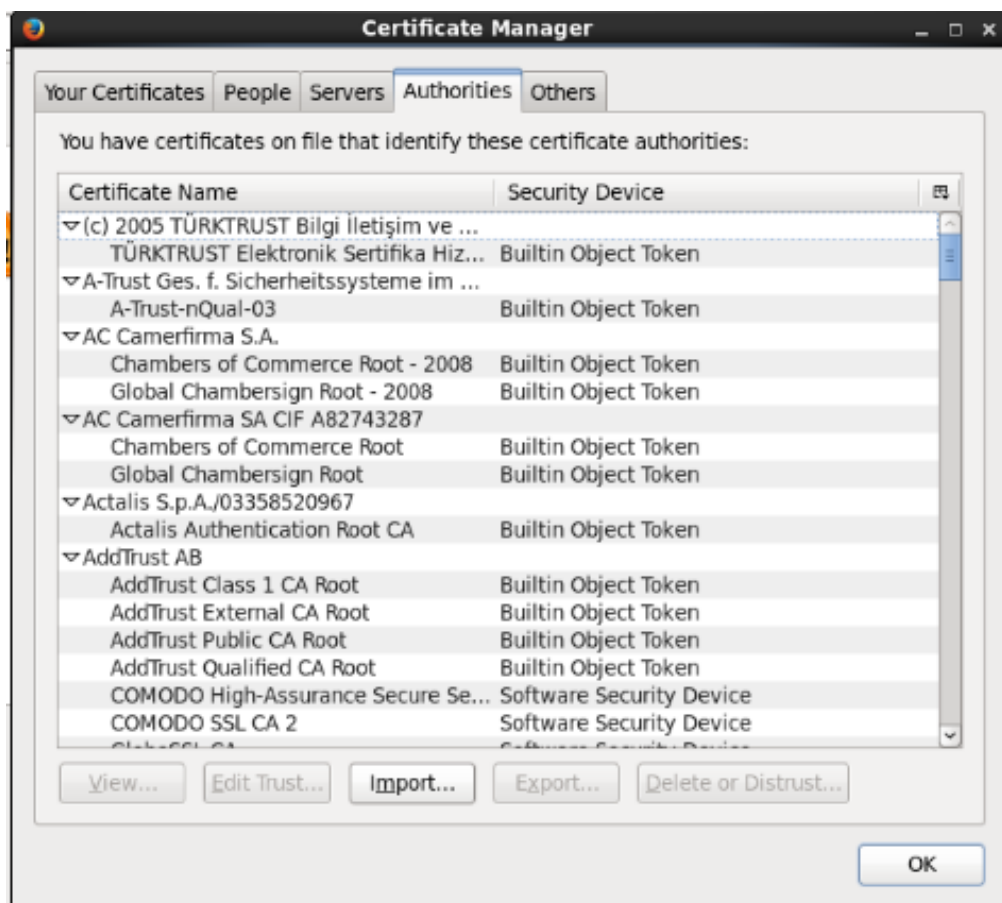 Certificate Manager
Your Certificates People Servers Authorities Others
You have certificates on file that identify these certificate authorities:
Certificate Name Security Device
(c) 2005 TÜRKTRUST Bilgi İletişim ve ...
TÜRKTRUST Elektronik Sertifika Hiz... Builtin Object Token
A-Trust Ges. f. Sicherheitssysteme im ...
A-Trust-nQual-03 Builtin Object Token
AC Camerfirma S.A.
Chambers of Commerce Root - 2008 Builtin Object Token
Global Chambersign Root - 2008 Builtin Object Token
AC Camerfirma SA CIF A82743287
Chambers of Commerce Root Builtin Object Token
Global Chambersign Root Builtin Object Token
Actalis S.p.A./03358520967
Actalis Authentication Root CA Builtin Object Token
AddTrust AB
AddTrust Class 1 CA Root Builtin Object Token
AddTrust External CA Root Builtin Object Token
AddTrust Public CA Root Builtin Object Token
AddTrust Qualified CA Root Builtin Object Token
COMODO High-Assurance Secure Se... Software Security Device
COMODO SSL CA 2 Software Security Device
View... Edit Trust... Import... Export... Delete or Distrust...
OK